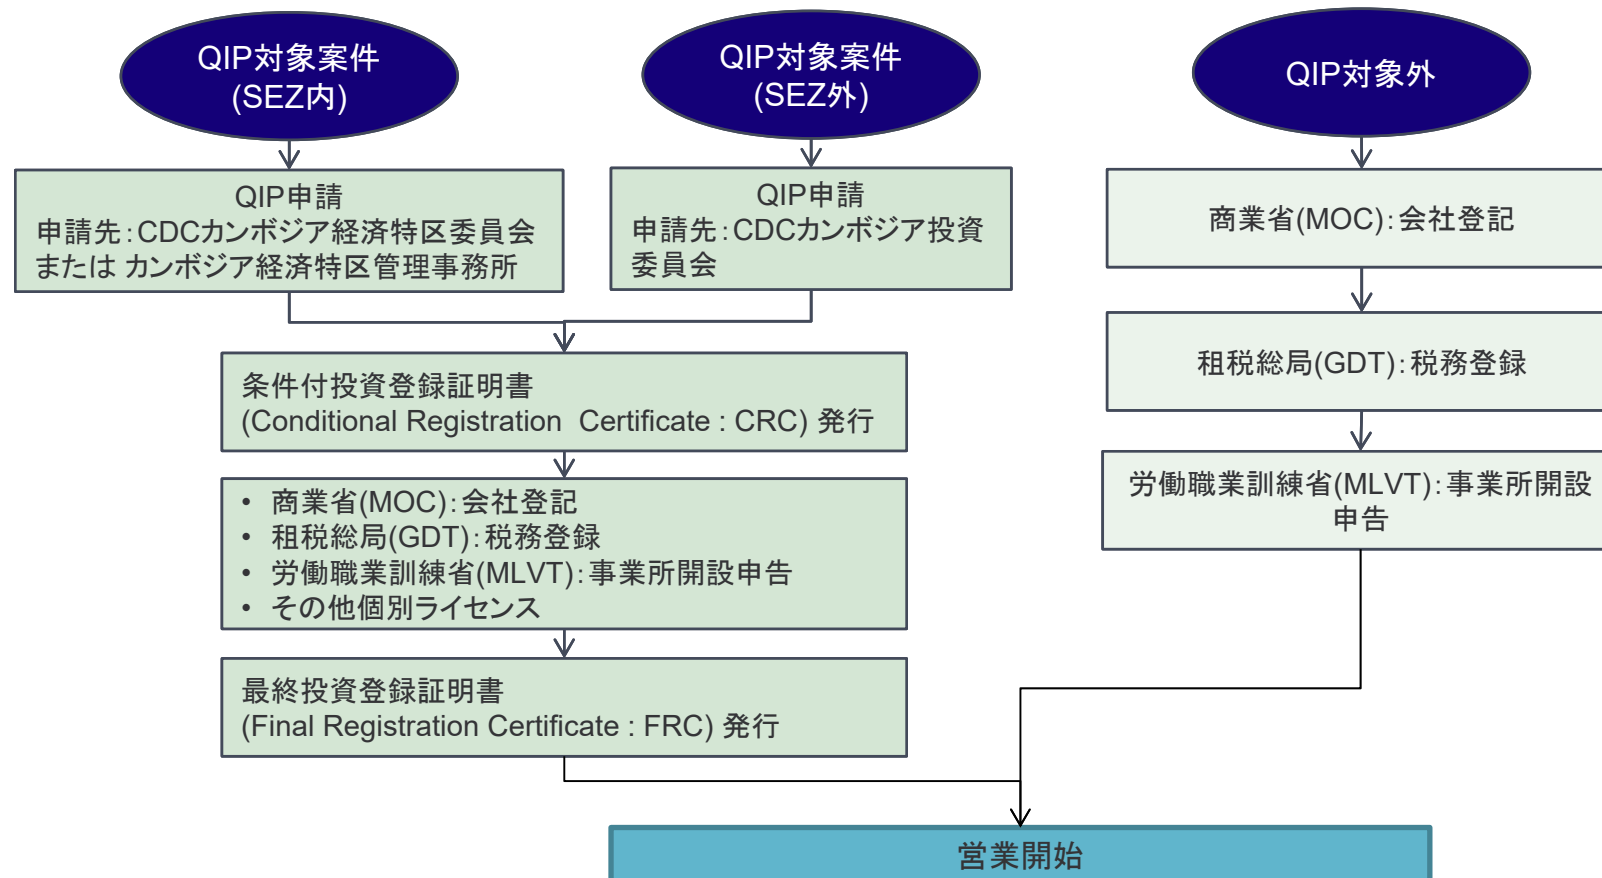 QIP対象案件
(SEZ内)
QIP対象案件
(SEZ外)
QIP対象外
QIP申請
申請先:CDCカンボジア経済特区委員会
または カンボジア経済特区管理事務所
QIP申請
申請先:CDCカンボジア投資
委員会
商業省(MOC):会社登記
租税総局(GDT):税務登録
労働職業訓練省(MLVT):事業所開設
申告
条件付投資登録証明書
(Conditional Registration Certificate : CRC) 発行
• 商業省(MOC):会社登記
• 租税総局(GDT):税務登録
• 労働職業訓練省(MLVT):事業所開設申告
• その他個別ライセンス
最終投資登録証明書
(Final Registration Certificate : FRC) 発行
営業開始